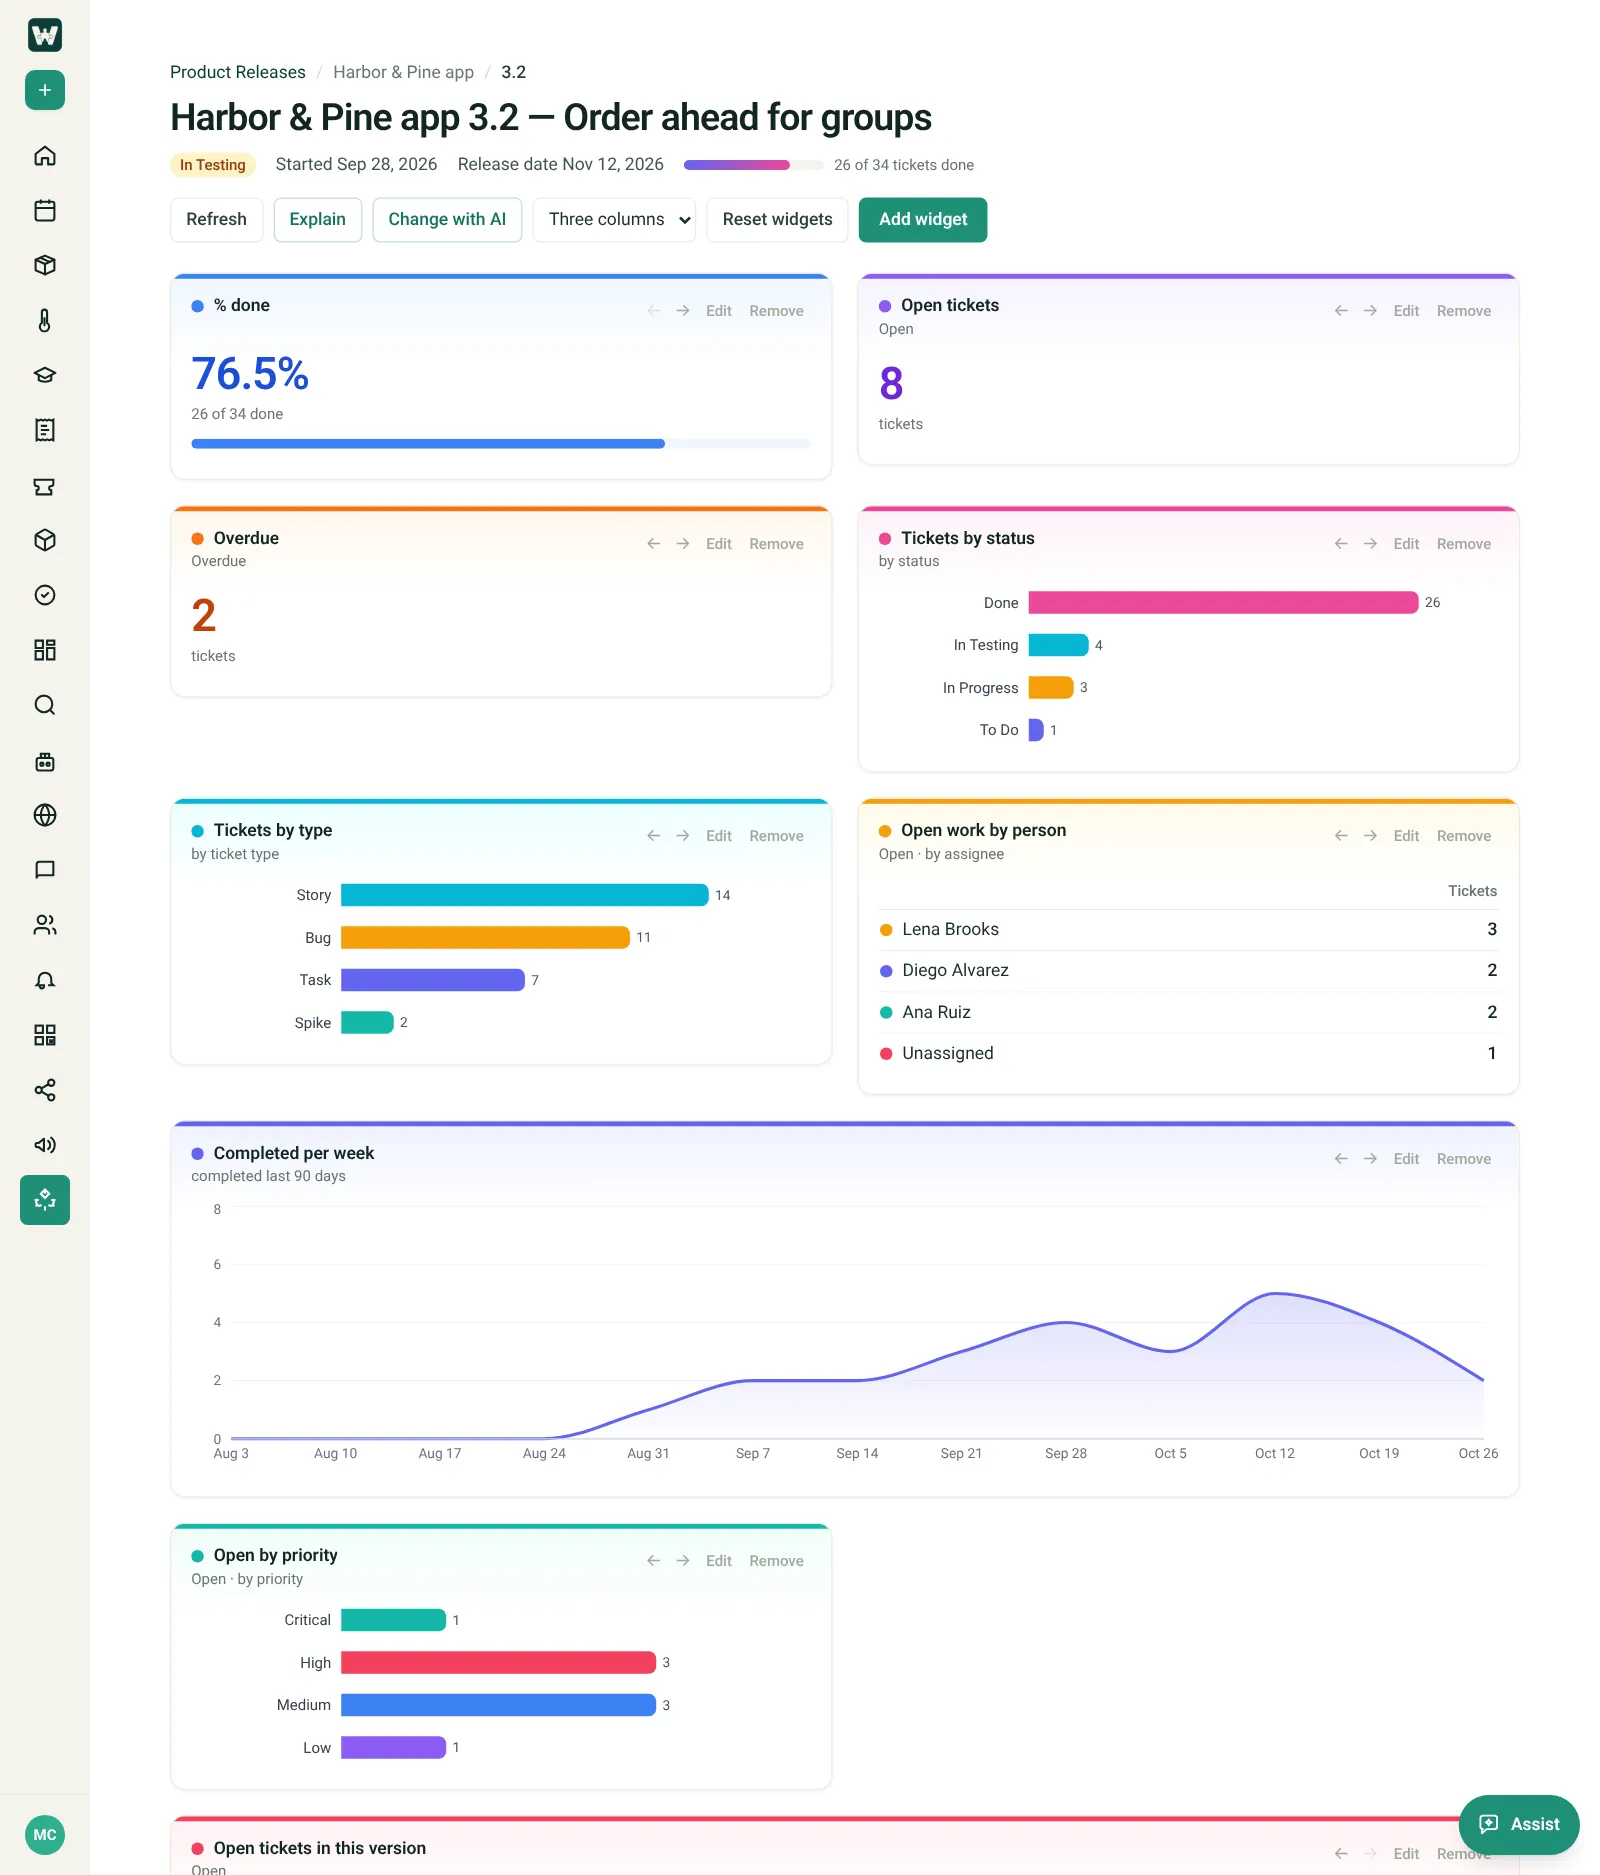 W
Product Releases / Harbor & Pine app / 3.2
Harbor & Pine app 3.2 — Order ahead for groups
In Testing Started Sep 28, 2026 Release date Nov 12, 2026 26 of 34 tickets done
Refresh Explain Change with AI Three columns Reset widgets Add widget
% done ← → Edit Remove
76.5%
26 of 34 done
Open tickets ← → Edit Remove
Open
8
tickets
Overdue ← → Edit Remove
Overdue
2
tickets
Tickets by status ← → Edit Remove
by status
Done 26
In Testing 4
In Progress 3
To Do 1
Tickets by type ← → Edit Remove
by ticket type
Story 14
Bug 11
Task 7
Spike 2
Open work by person ← → Edit Remove
Open · by assignee
Tickets
Lena Brooks 3
Diego Alvarez 2
Ana Ruiz 2
Unassigned 1
Completed per week ← → Edit Remove
completed last 90 days
8
6
4
2
0
Aug 3 Aug 10 Aug 17 Aug 24 Aug 31 Sep 7 Sep 14 Sep 21 Sep 28 Oct 5 Oct 12 Oct 19 Oct 26
Open by priority ← → Edit Remove
Open · by priority
Critical 1
High 3
Medium 3
Low 1
Open tickets in this version ← → Edit Remove
Open
Assist
MC